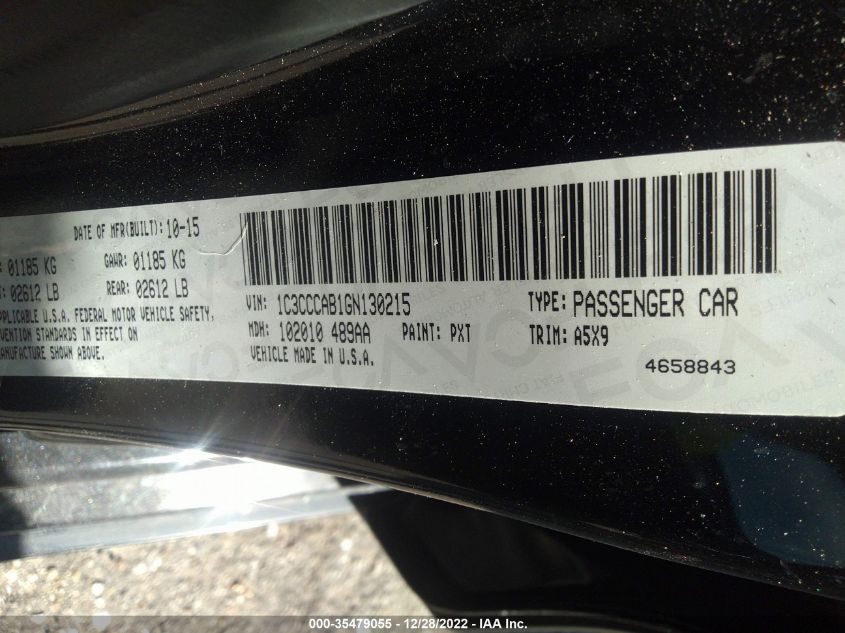 DATE OF MFR(BUILT): 10-15
01185 KG GAWR: 01185 KG
02612 LB REAR: 02612 LB
APPLICABLE U.S.A. FEDERAL MOTOR VEHICLE SAFETY,
STANDARDS IN EFFECT ON
SHOWN ABOVE.
VIN: 1C3CCCAB1GN130215 TYPE: PASSENGER CAR
MDH: 102010 489AA PAINT: PXT TRIM: A5X9
VEHICLE MADE IN U.S.A.
4658843
000-35479055 - 12/28/2022 - IAA Inc.